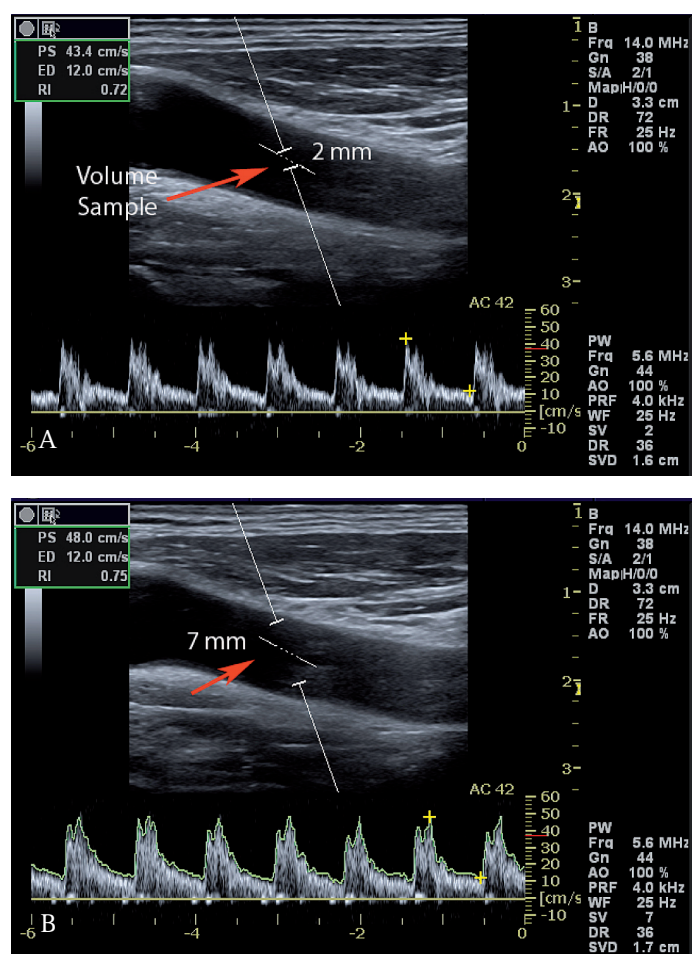 PS 43.4 cm/s
ED 12.0 cm/s
RI 0.72
2 mm
Volume
Sample
1
1-
2
3-
B
Frq 14.0 MHz
Gn 38
S/A 2/1
Map H/0/0
D 3.3 cm
DR 72
FR 25 Hz
AO 100 %
AC 42
60
50
40
30
20
10
[cm/s
-10
PW
Frq 5.6 MHz
Gn 44
AO 100 %
PRF 4.0 kHz
WF 25 Hz
SV 2
DR 36
SVD 1.6 cm
-6 -4 -2 0
A
PS 48.0 cm/s
ED 12.0 cm/s
RI 0.75
7 mm
1
1-
2
3-
B
Frq 14.0 MHz
Gn 38
S/A 2/1
Map H/0/0
D 3.3 cm
DR 72
FR 25 Hz
AO 100 %
AC 42
60
50
40
30
20
10
[cm/s
-10
PW
Frq 5.6 MHz
Gn 44
AO 100 %
PRF 4.0 kHz
WF 25 Hz
SV 7
DR 36
SVD 1.7 cm
-6 -4 -2 0
B